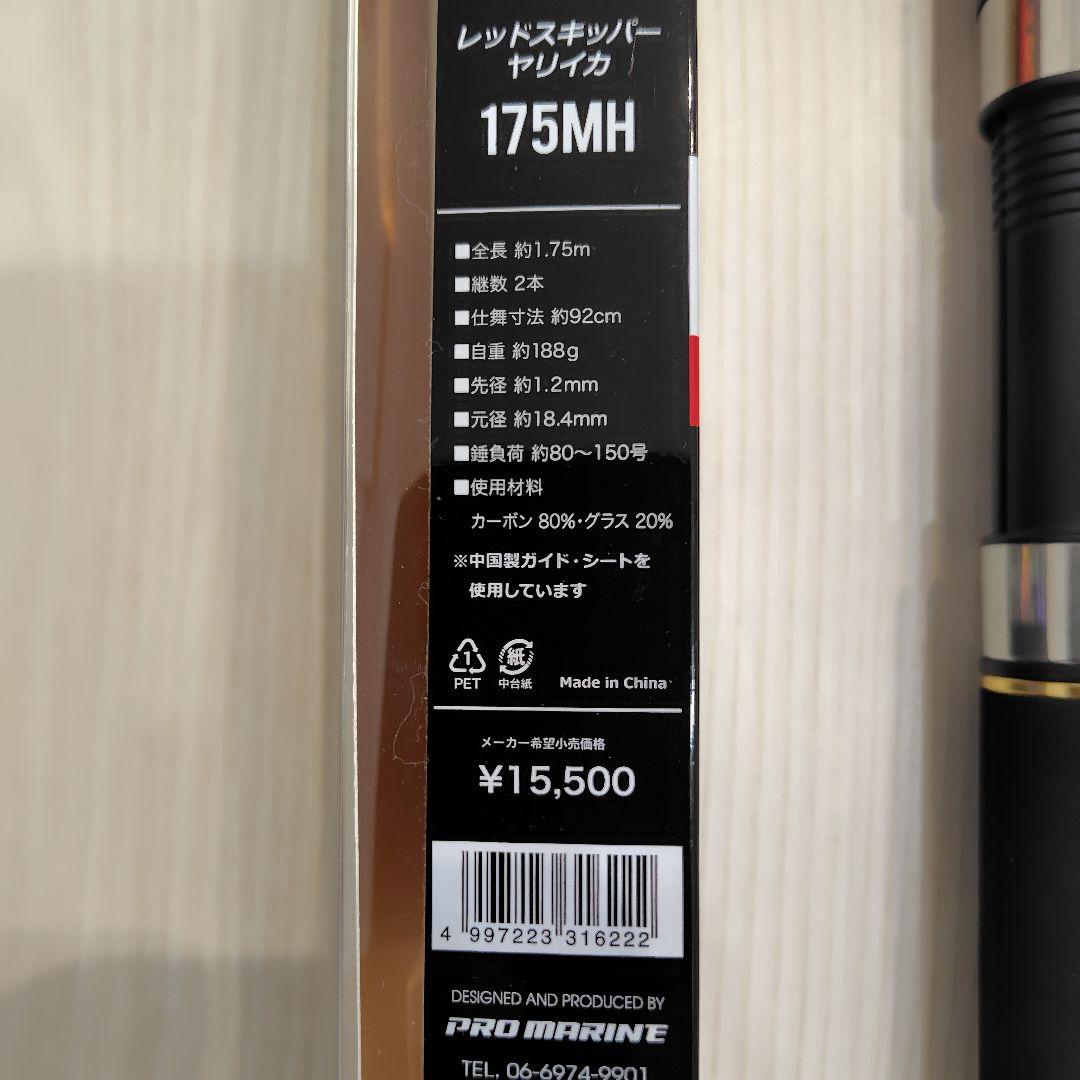 レッドスキッパー
ヤリイカ
175MH
■全長 約1.75m
■継数 2本
■仕舞寸法 約92cm
■自重 約188g
■先径 約1.2mm
■元径 約18.4mm
■錘負荷 約80～150号
■使用材料
カーボン 80%・グラス 20%
※中国製ガイド・シートを
使用しています
1 紙
PET 中台紙 Made in China
メーカー希望小売価格
¥15,500
4 997223 316222
DESIGNED AND PRODUCED BY
PRO MARINE
TEL. 06-6974-9901